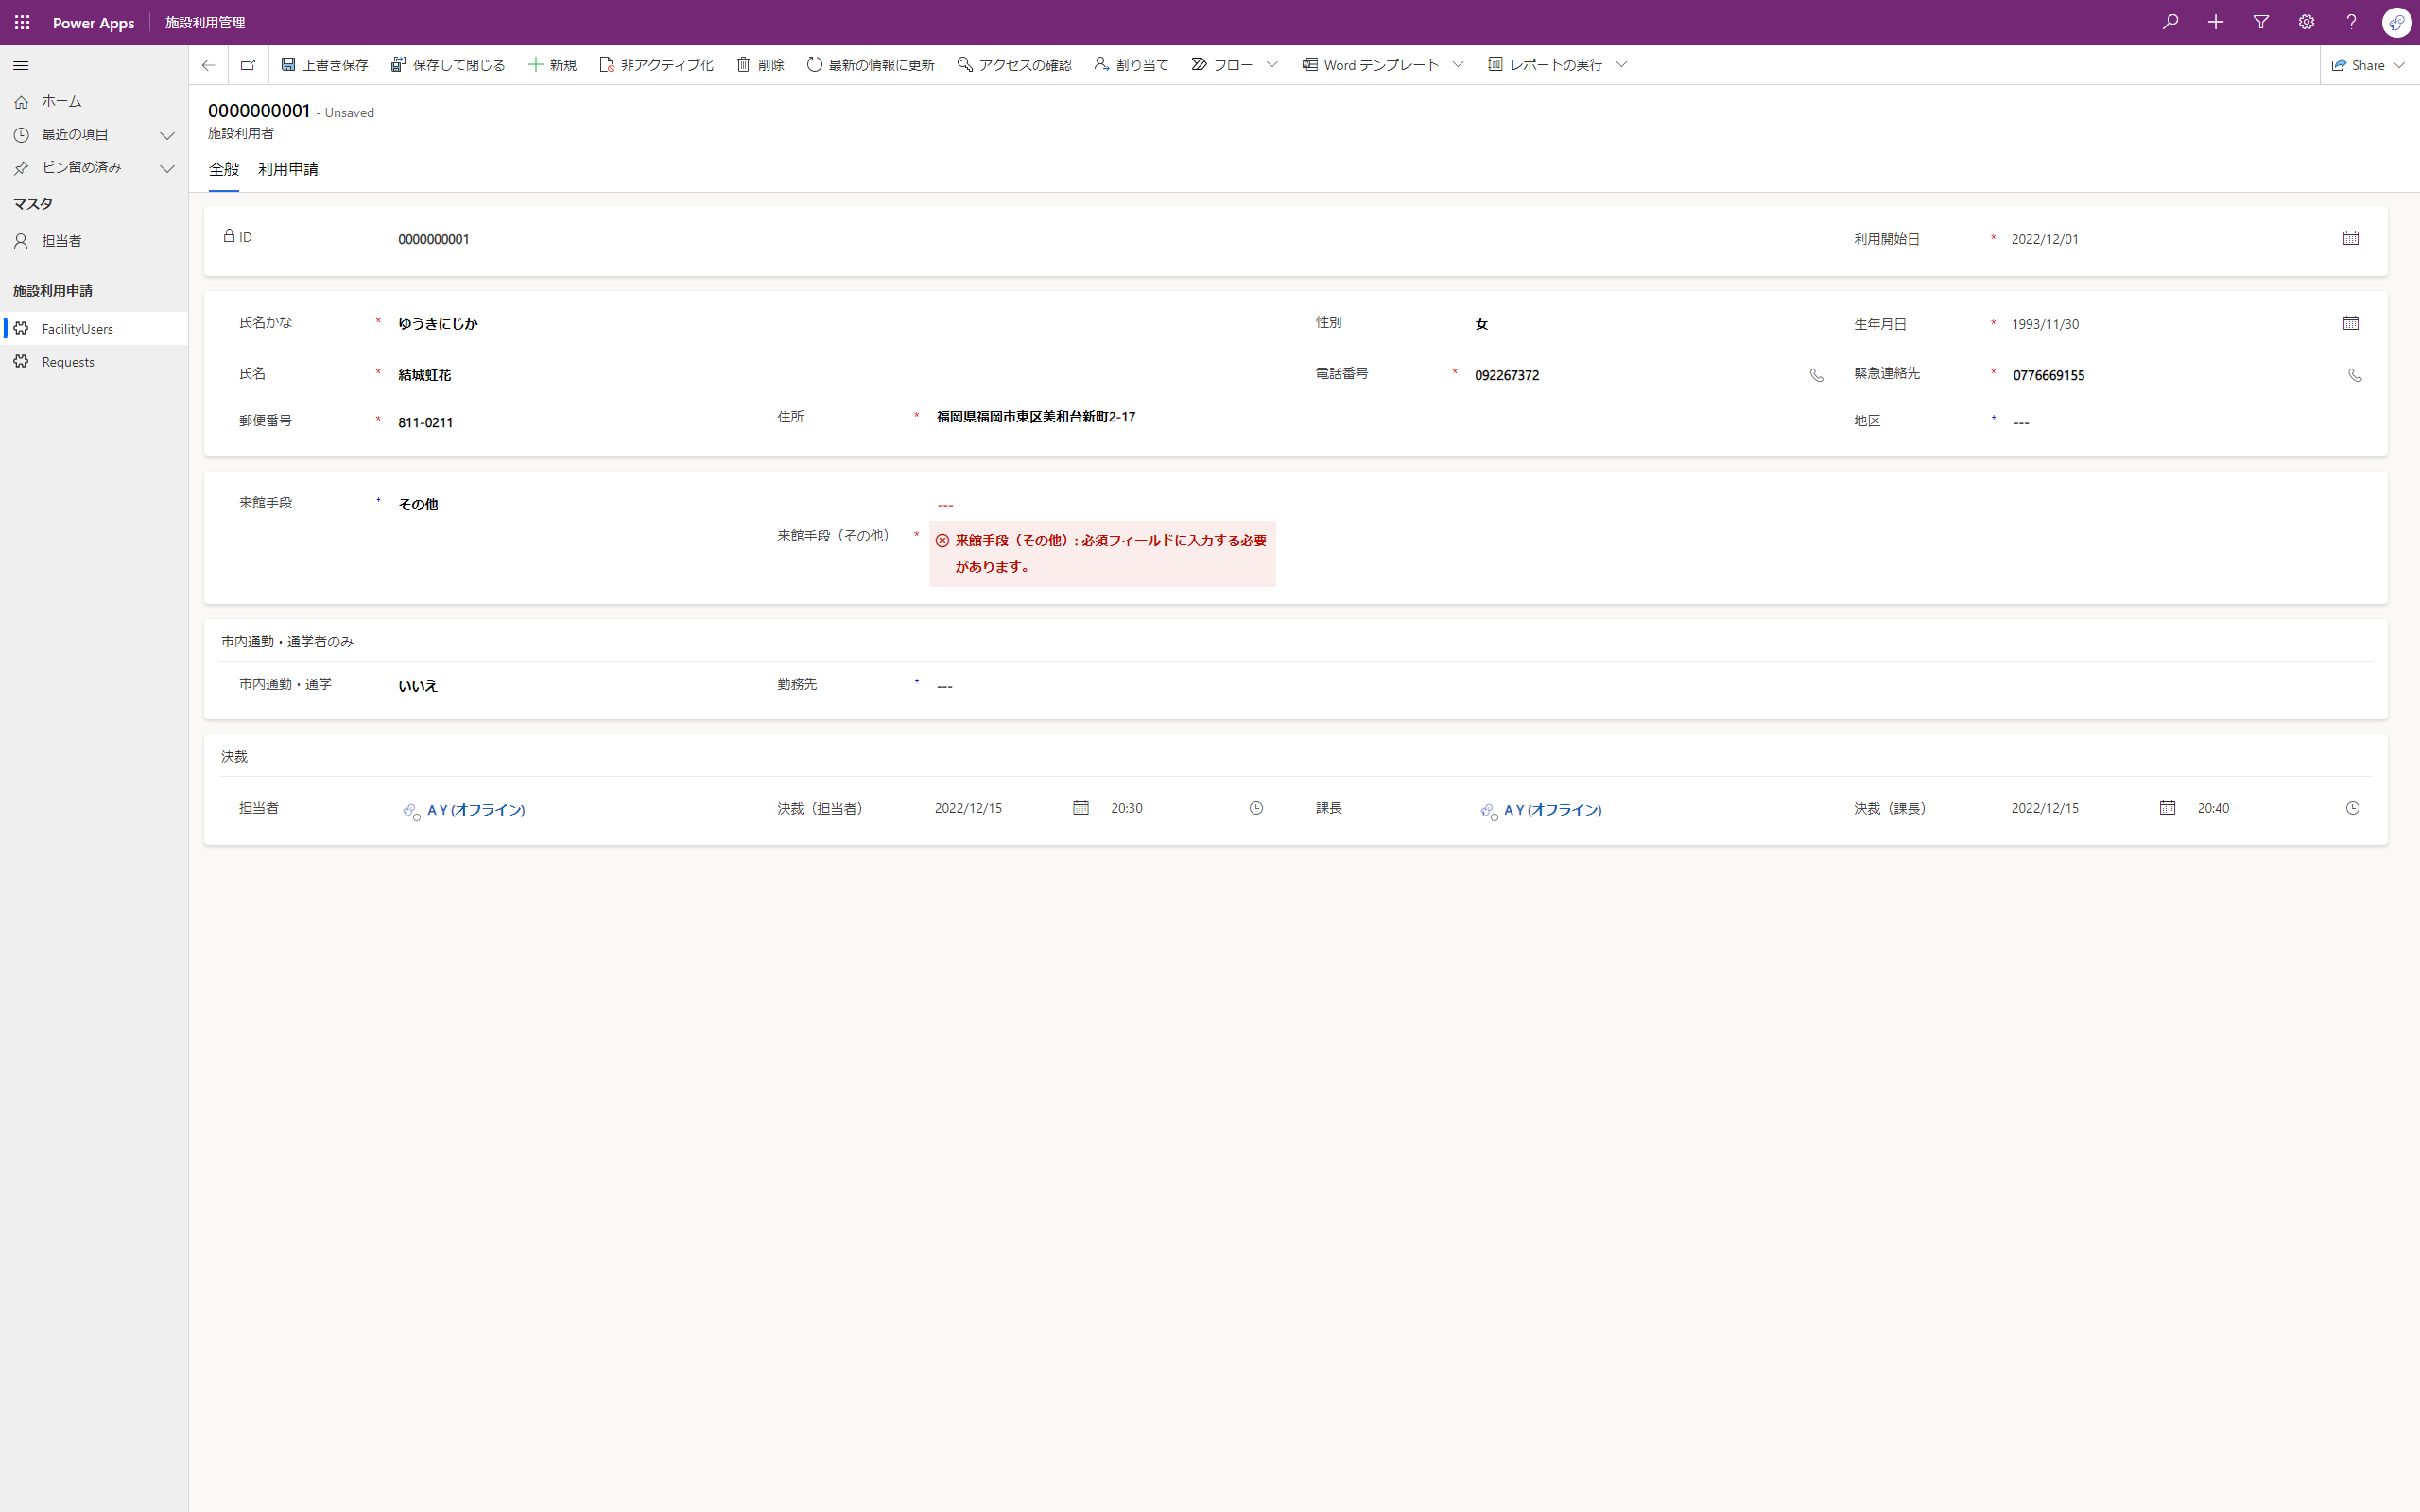 Power Apps 施設利用管理
上書き保存 保存して閉じる 新規 非アクティブ化 削除 最新の情報に更新 アクセスの確認 割り当て フロー Word テンプレート レポートの実行 Share
ホーム
最近の項目
ピン留め済み
マスタ
担当者
施設利用申請
FacilityUsers
Requests
0000000001 - Unsaved
施設利用者
全般 利用申請
ID 0000000001 利用開始日 * 2022/12/01
氏名かな * ゆうきにじか 性別 女 生年月日 * 1993/11/30
氏名 * 結城虹花 電話番号 * 092267372 緊急連絡先 * 0776669155
郵便番号 * 811-0211 住所 * 福岡県福岡市東区美和台新町2-17 地区 + ---
来館手段 + その他 ---
来館手段（その他） * 来館手段（その他）: 必須フィールドに入力する必要
があります。
市内通勤・通学者のみ
市内通勤・通学 いいえ 勤務先 + ---
決裁
担当者 A Y (オフライン) 決裁（担当者） 2022/12/15 20:30 課長 A Y (オフライン) 決裁（課長） 2022/12/15 20:40